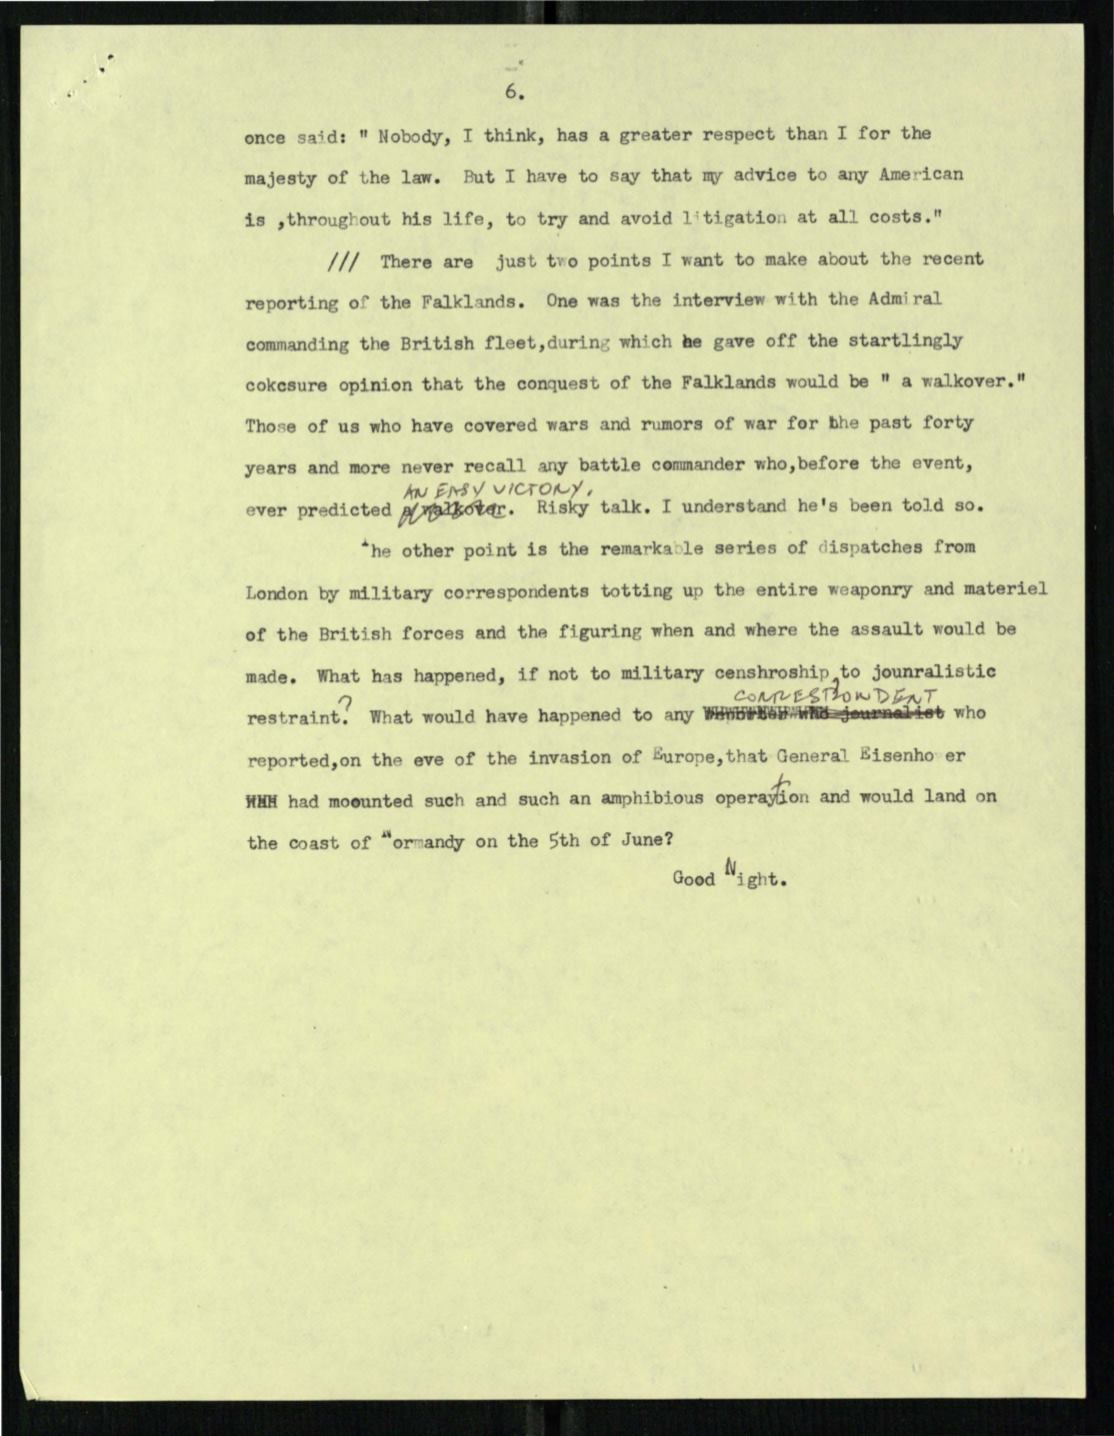 6.
once said: " Nobody, I think, has a greater respect than I for the
majesty of the law. But I have to say that my advice to any American
is ,throughout his life, to try and avoid litigation at all costs."
/// There are just two points I want to make about the recent
reporting of the Falklands. One was the interview with the Admiral
commanding the British fleet,during which he gave off the startlingly
cokcsure opinion that the conquest of the Falklands would be " a walkover."
Those of us who have covered wars and rumors of war for the past forty
years and more never recall any battle commander who,before the event,
AN EASY VICTORY.
ever predicted a walkover. Risky talk. I understand he's been told so.
The other point is the remarkable series of dispatches from
London by military correspondents totting up the entire weaponry and materiel
of the British forces and the figuring when and where the assault would be
made. What has happened, if not to military censhroship, to jounralistic
CORRESPONDENT
restraint? What would have happened to any journalist who
reported,on the eve of the invasion of Europe,that General Eisenho er
had moounted such and such an amphibious operation and would land on
the coast of Normandy on the 5th of June?
Good Night.